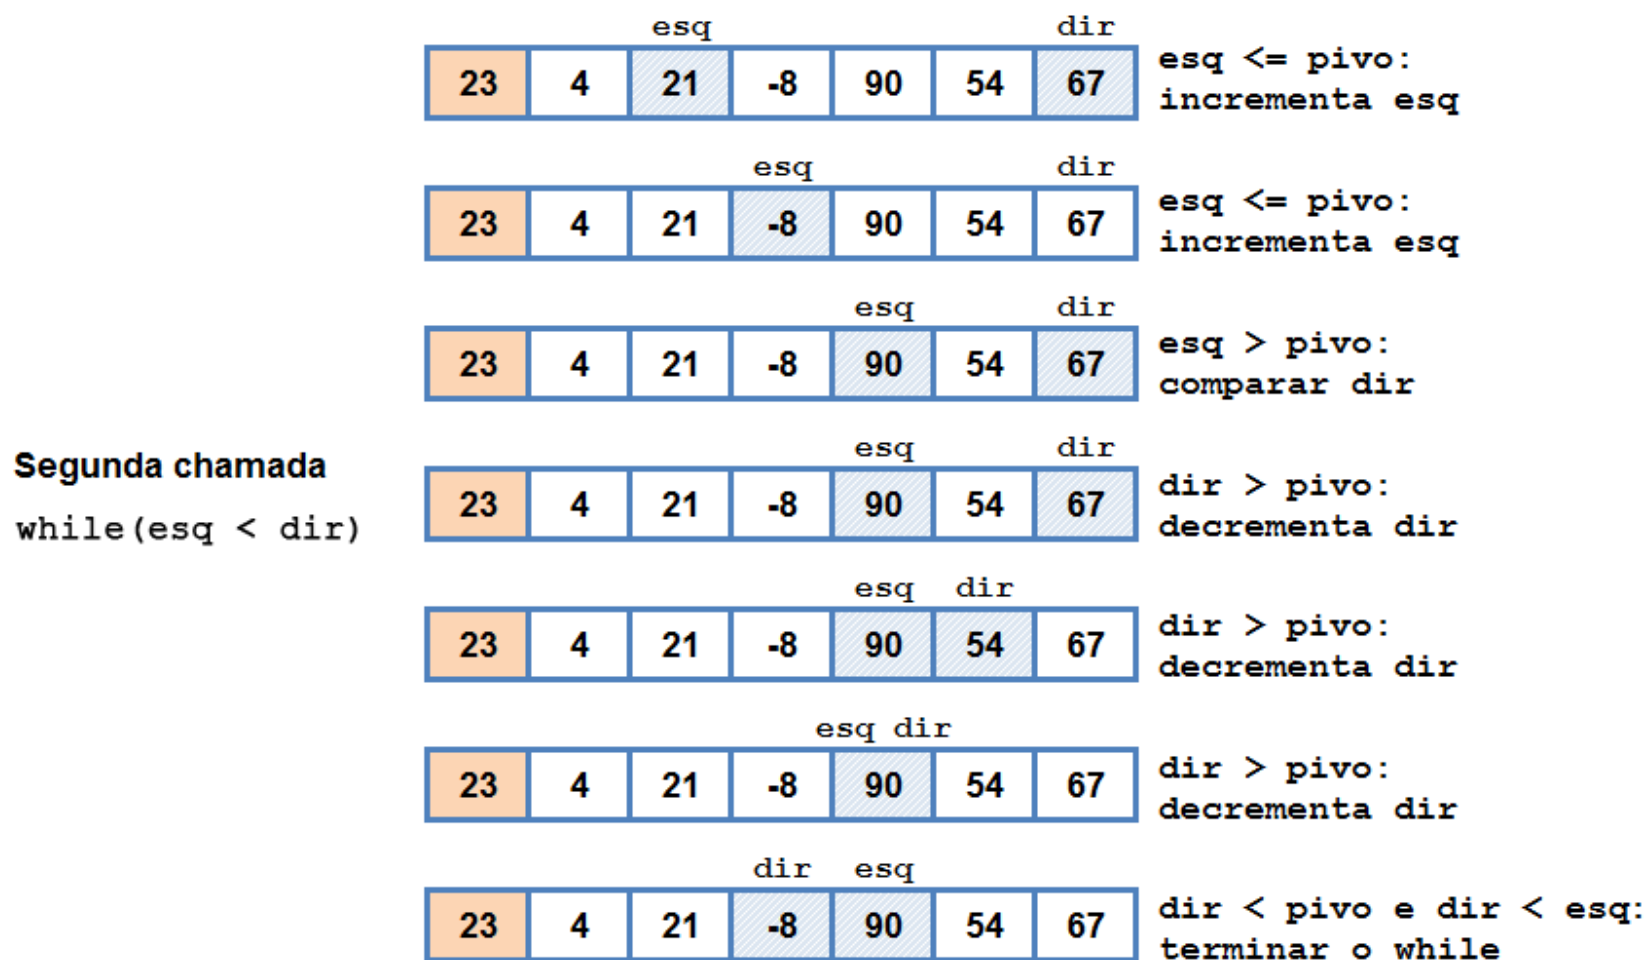 esq dir
23 4 21 -8 90 54 67
esq <= pivo:
incrementa esq
esq dir
23 4 21 -8 90 54 67
esq <= pivo:
incrementa esq
esq dir
23 4 21 -8 90 54 67
esq > pivo:
comparar dir
Segunda chamada
while(esq < dir)
esq dir
23 4 21 -8 90 54 67
dir > pivo:
decrementa dir
esq dir
23 4 21 -8 90 54 67
dir > pivo:
decrementa dir
esq dir
23 4 21 -8 90 54 67
dir > pivo:
decrementa dir
dir esq
23 4 21 -8 90 54 67
dir < pivo e dir < esq:
terminar o while